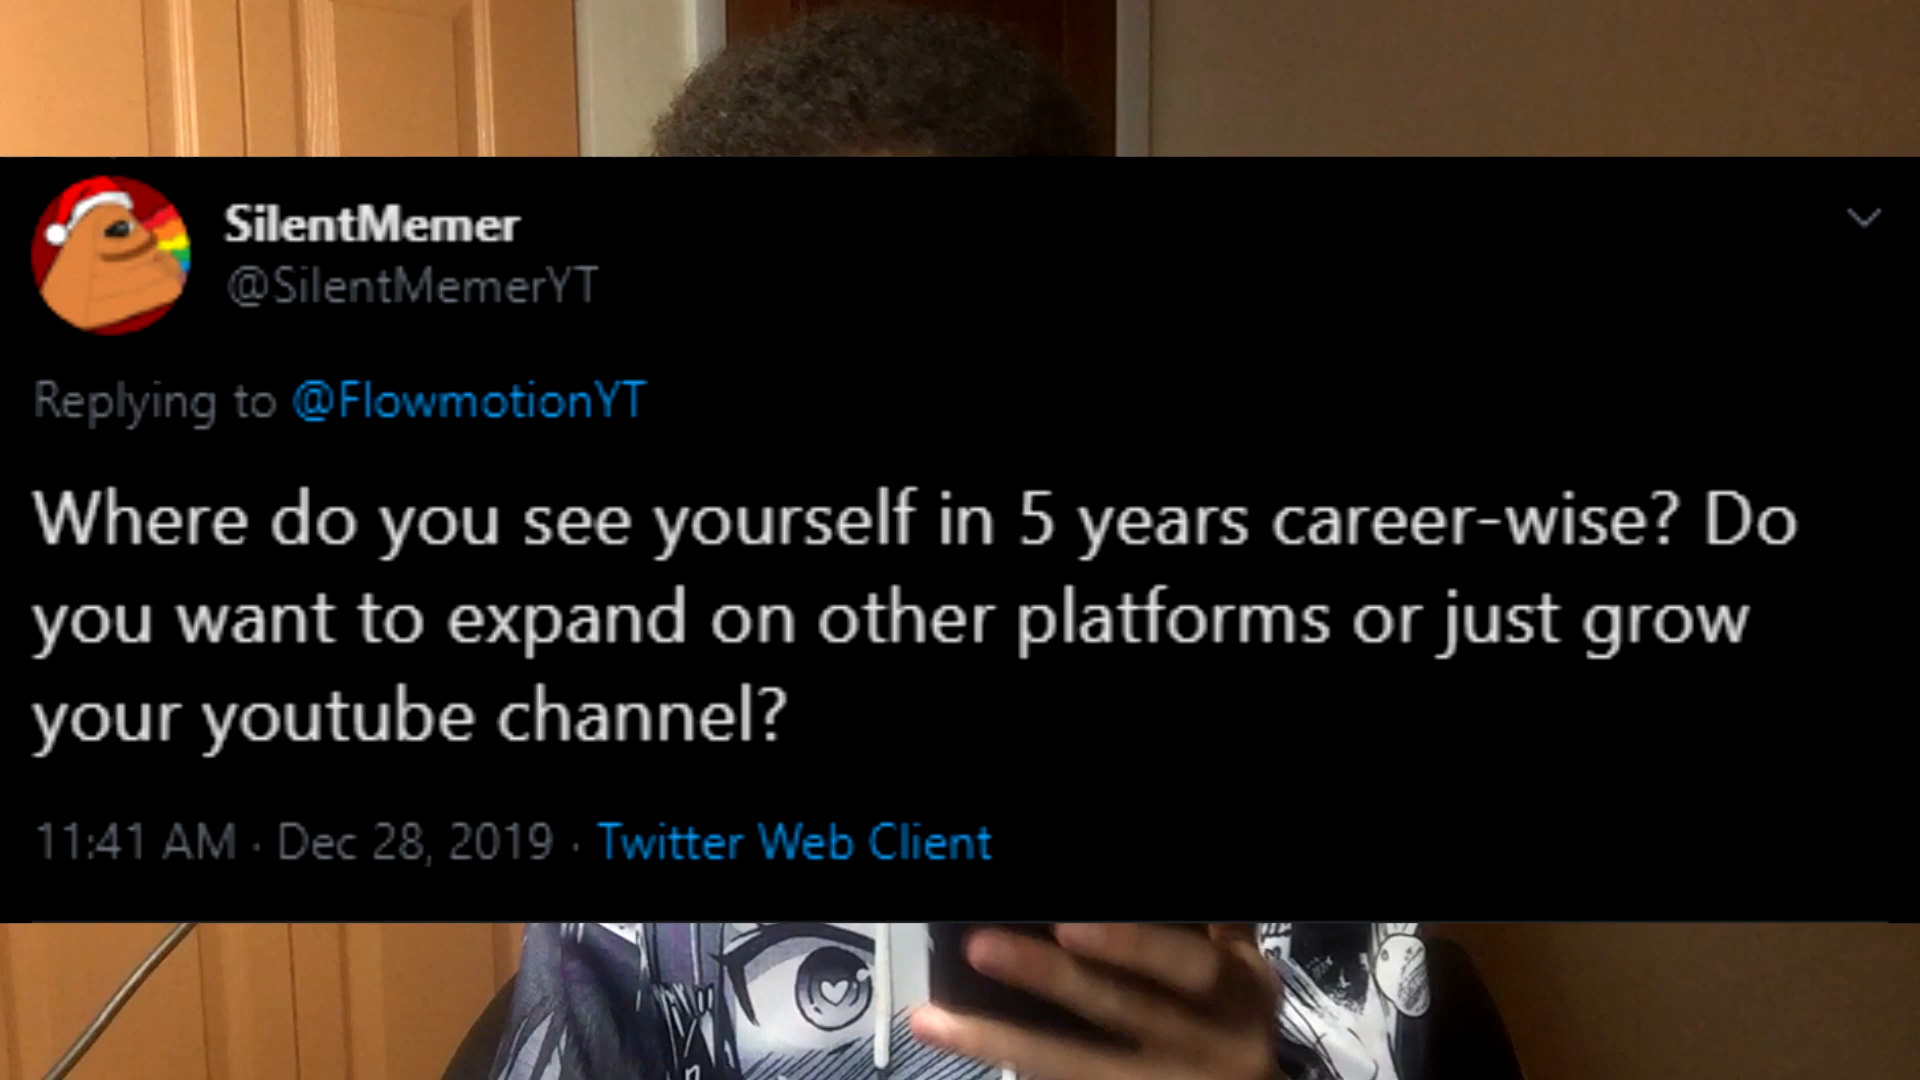 SilentMemer
@SilentMemerYT
Replying to @FlowmotionYT
Where do you see yourself in 5 years career-wise? Do
you want to expand on other platforms or just grow
your youtube channel?
11:41 AM · Dec 28, 2019 · Twitter Web Client